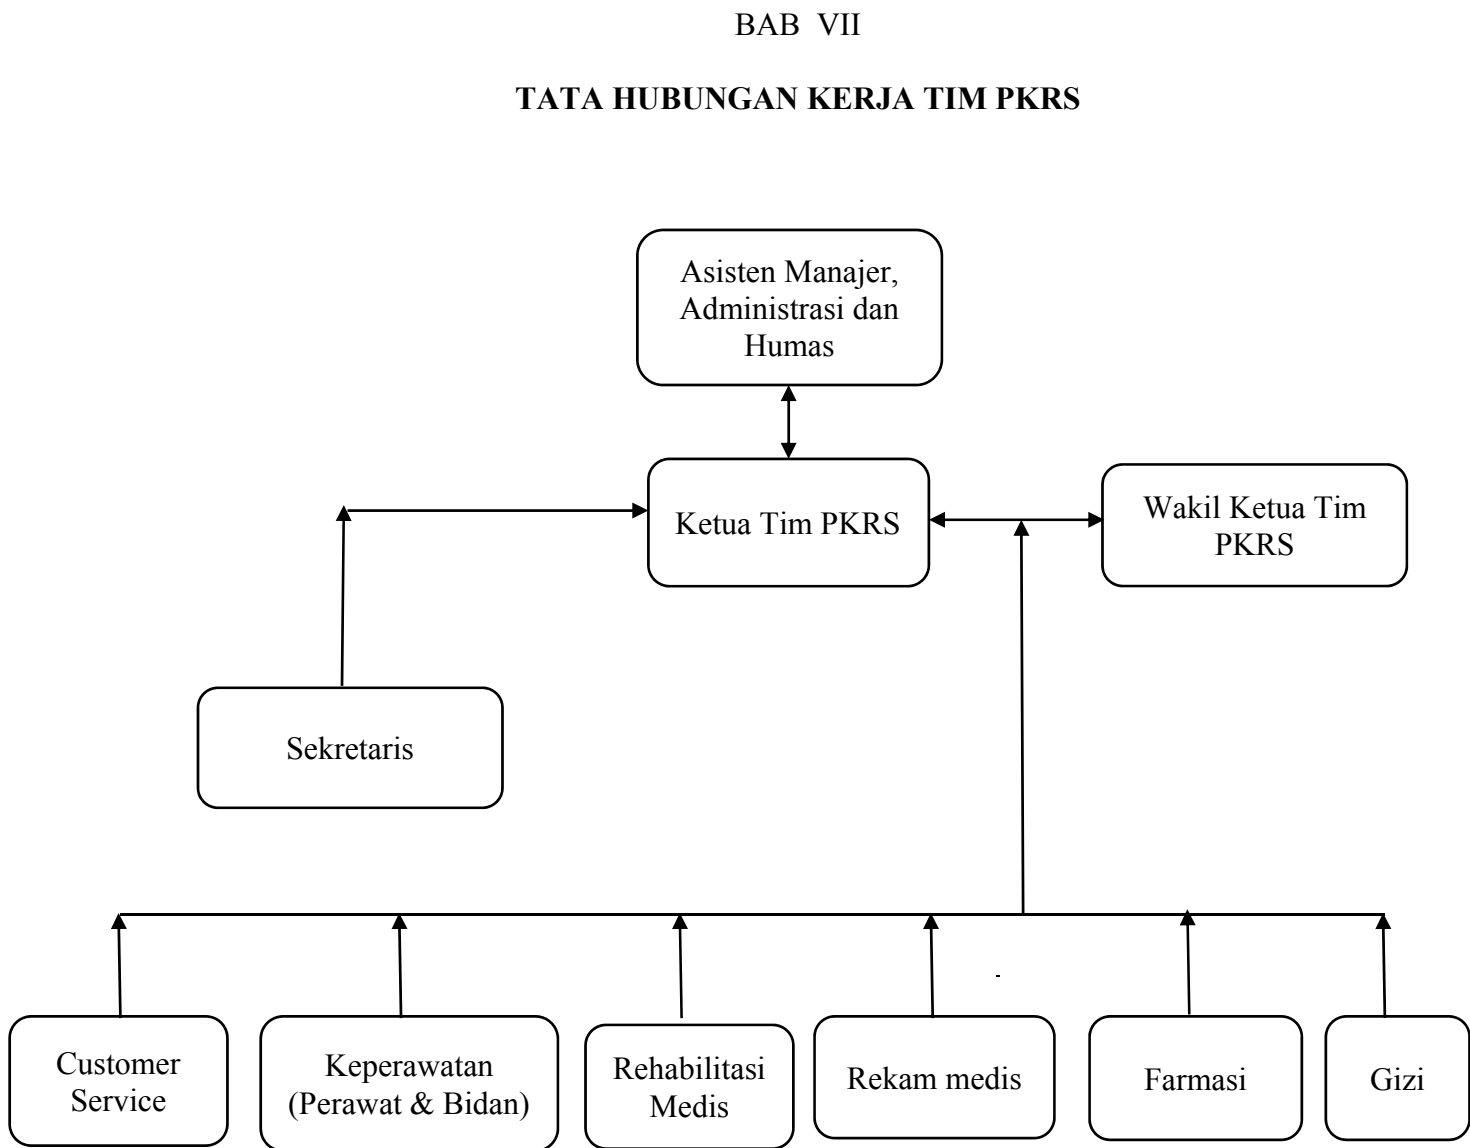 BAB VII
TATA HUBUNGAN KERJA TIM PKRS
Asisten Manajer,
Administrasi dan
Humas
Ketua Tim PKRS
Wakil Ketua Tim
PKRS
Sekretaris
Customer
Service
Keperawatan
(Perawat & Bidan)
Rehabilitasi
Medis
Rekam medis
Farmasi
Gizi